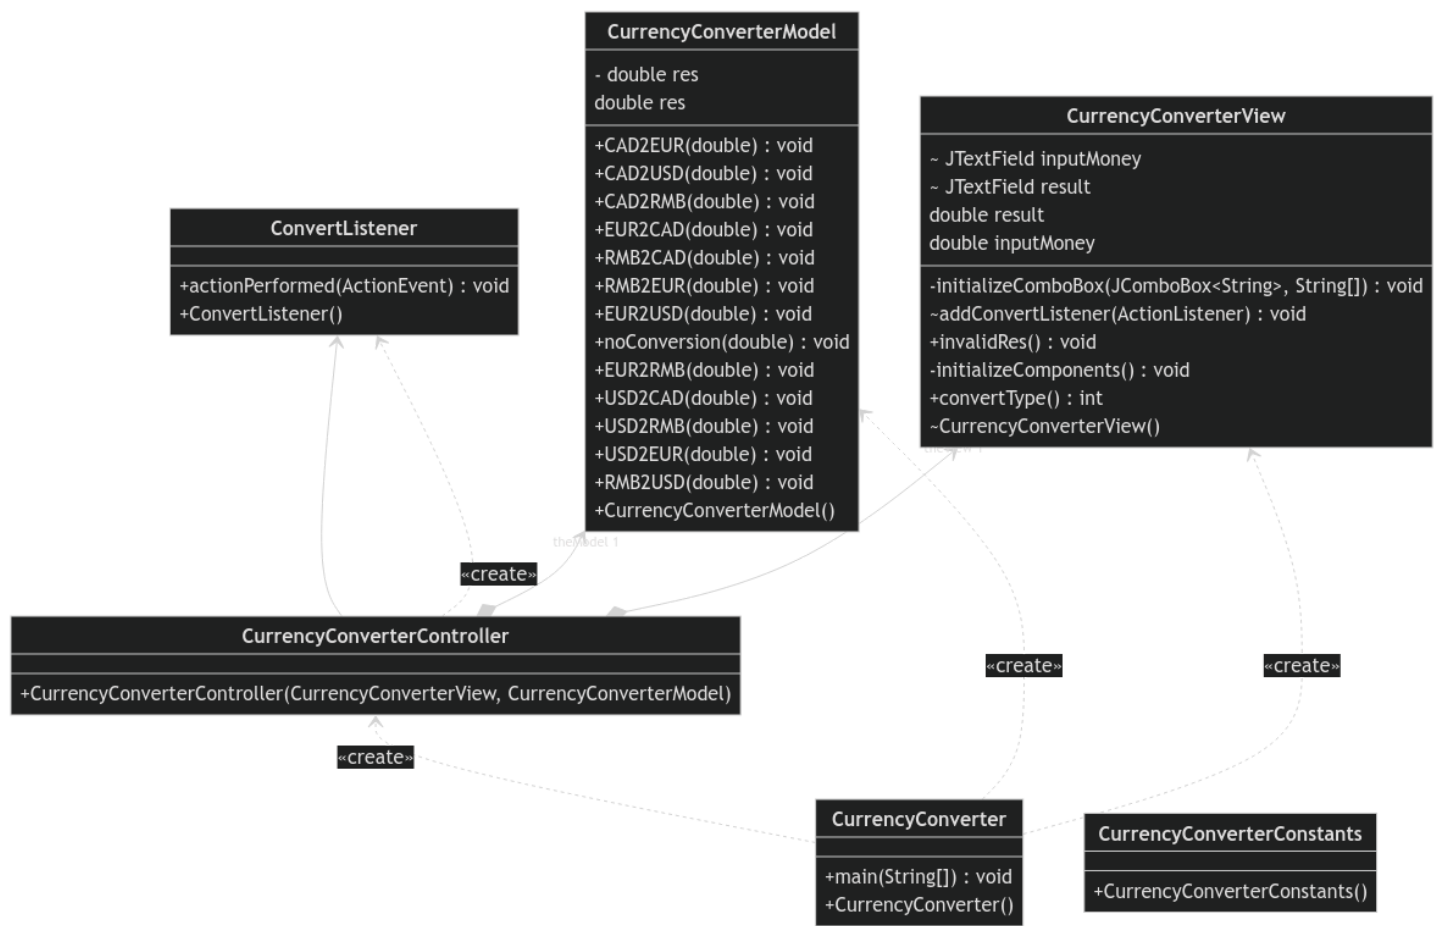 CurrencyConverterModel
- double res
double res
+CAD2EUR(double) : void
+CAD2USD(double) : void
+CAD2RMB(double) : void
+EUR2CAD(double) : void
+RMB2CAD(double) : void
+RMB2EUR(double) : void
+EUR2USD(double) : void
+noConversion(double) : void
+EUR2RMB(double) : void
+USD2CAD(double) : void
+USD2RMB(double) : void
+USD2EUR(double) : void
+RMB2USD(double) : void
+CurrencyConverterModel()
CurrencyConverterView
~ JTextField inputMoney
~ JTextField result
double result
double inputMoney
-initializeComboBox(JComboBox<String>, String[]) : void
~addConvertListener(ActionListener) : void
+invalidRes() : void
-initializeComponents() : void
+convertType() : int
~CurrencyConverterView()
ConvertListener
+actionPerformed(ActionEvent) : void
+ConvertListener()
theModel 1
1
«create»
CurrencyConverterController
+CurrencyConverterController(CurrencyConverterView, CurrencyConverterModel)
«create»
«create»
«create»
CurrencyConverter
+main(String[]) : void
+CurrencyConverter()
CurrencyConverterConstants
+CurrencyConverterConstants()